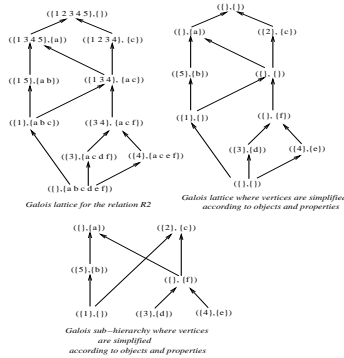 ({1 2 3 4 5},{})
({},{})
({1 3 4 5},{a})
({1 2 3 4}, {c})
({},{a})
({2}, {c})
({1 5},{a b})
({1 3 4}, {a c})
({5},{b})
({}, {})
({1},{a b c})
({3 4}, {a c f})
({1},{})
({}, {f})
({3},{a c d f})
({4},{a c e f})
({3},{d})
({4},{e})
({},{a b c d e f})
({},{})
Galois lattice for the relation R2
Galois lattice where vertices are simplified
according to objects and properties
({},{a})
({2}, {c})
({5},{b})
({}, {f})
({1},{})
({3},{d})
({4},{e})
Galois sub-hierarchy where vertices
are simplified
according to objects and properties